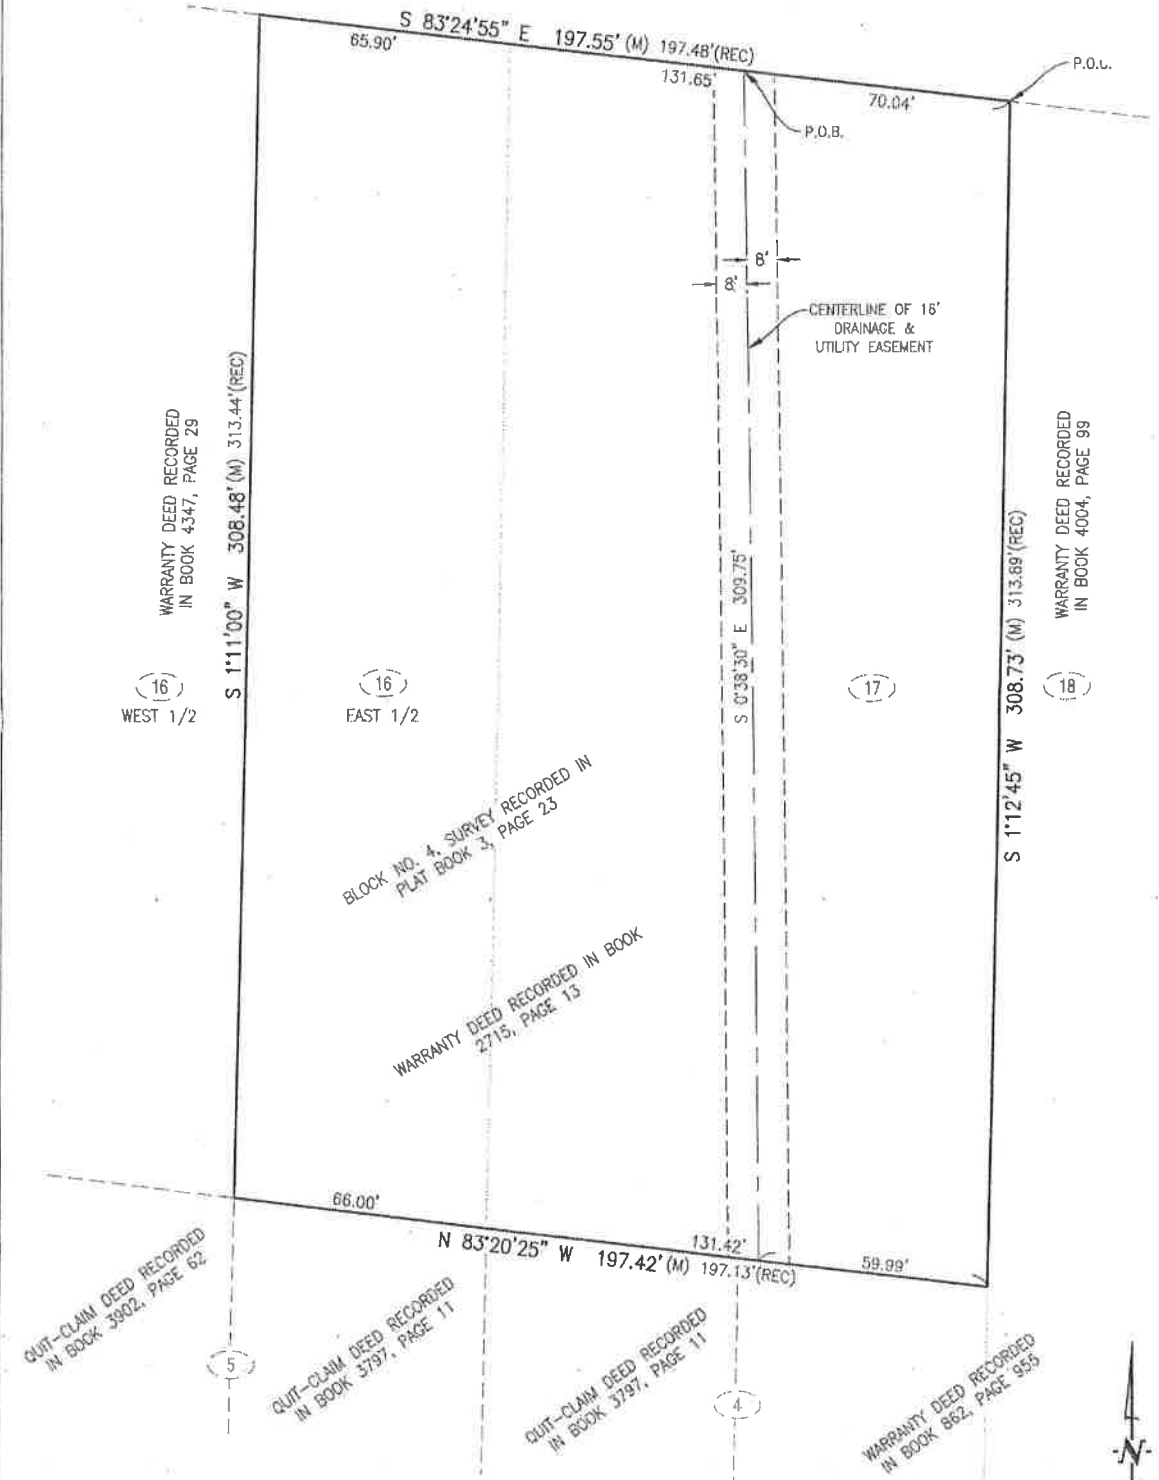 S 83°24'55" E 197.55' (M) 197.48'(REC)
65.90'
131.65'
70.04'
P.O.C.
P.O.B.
8'
8'
CENTERLINE OF 16'
DRAINAGE &
UTILITY EASEMENT
WARRANTY DEED RECORDED
IN BOOK 4347, PAGE 29
S 1°11'00" W 308.48' (M) 313.44'(REC)
S 0°38'30" E 309.75'
S 1°12'45" W 308.73' (M) 313.89'(REC)
WARRANTY DEED RECORDED
IN BOOK 4004, PAGE 99
16
WEST 1/2
16
EAST 1/2
17
18
BLOCK NO. 4, SURVEY RECORDED IN
PLAT BOOK 3, PAGE 23
WARRANTY DEED RECORDED IN BOOK
2715, PAGE 13
66.00'
N 83°20'25" W 197.42' (M) 197.13'(REC)
131.42'
59.99'
QUIT-CLAIM DEED RECORDED
IN BOOK 3902, PAGE 62
5
QUIT-CLAIM DEED RECORDED
IN BOOK 3797, PAGE 11
QUIT-CLAIM DEED RECORDED
IN BOOK 3797, PAGE 11
4
WARRANTY DEED RECORDED
IN BOOK 862, PAGE 955
-N-